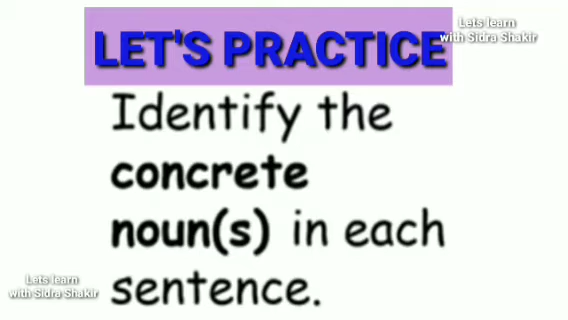 LET'S PRACTICE
Lets learn
with Sidra Shakir
Identify the
concrete
noun(s) in each
sentence.
Lets learn
with Sidra Shakir